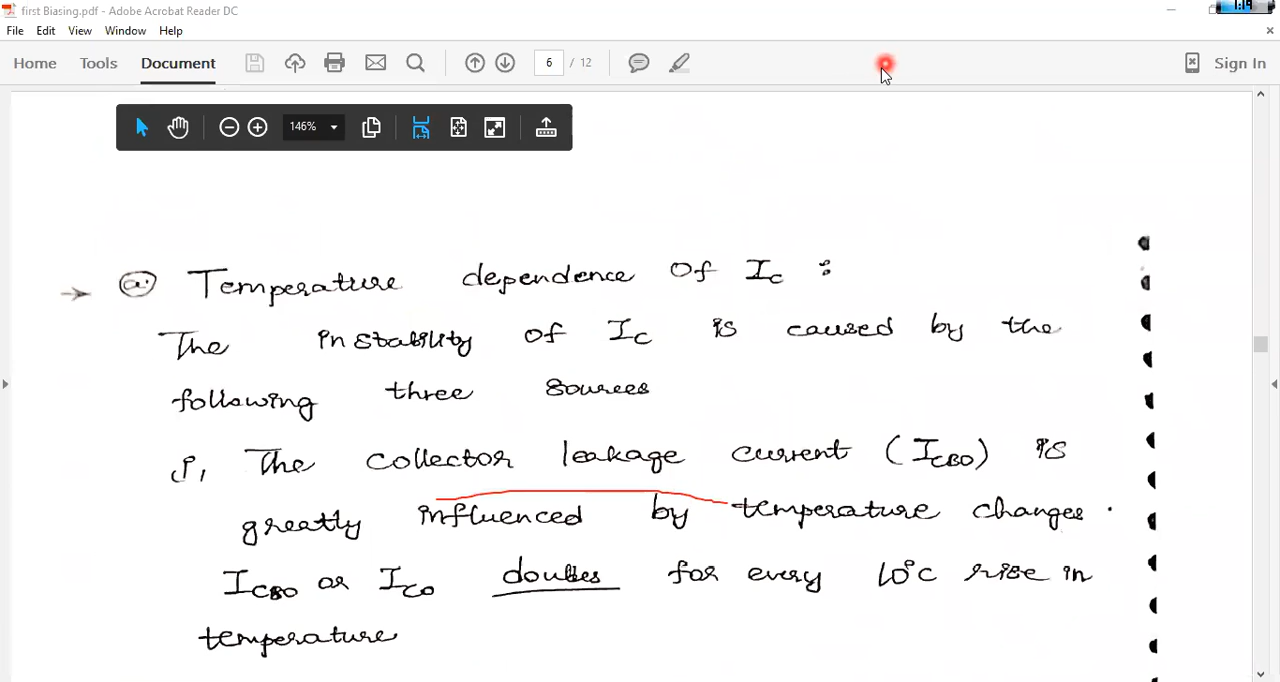 first Biasing.pdf - Adobe Acrobat Reader DC
1:19
File Edit View Window Help
Home Tools Document 6 / 12 Sign In
146%
a. Temperature dependence of IC :
The instability of IC is caused by the
following three sources
i, The collector leakage current (ICBO) is
greatly influenced by temperature changes.
ICBO or ICO doubles for every 10°C rise in
temperature